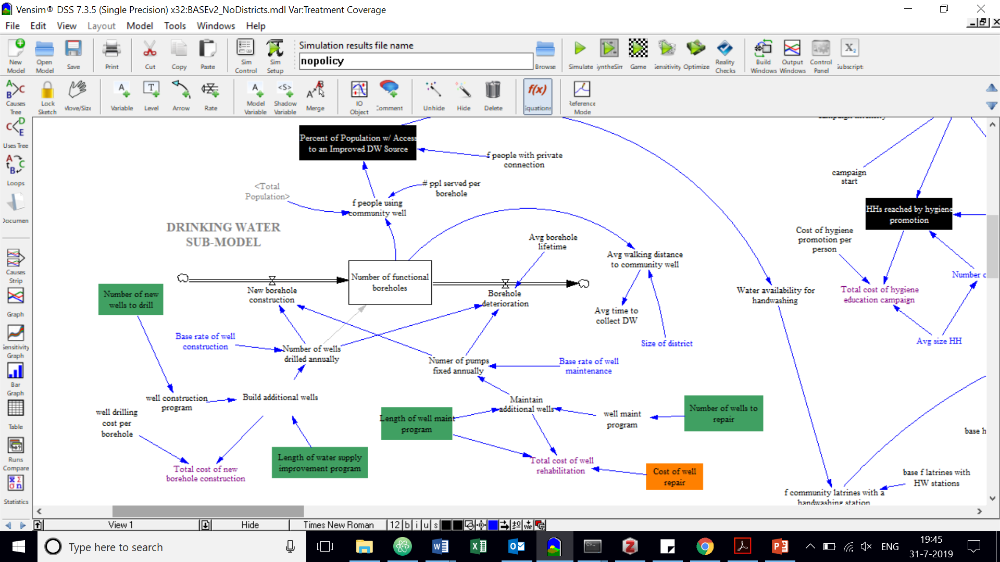 Vensim® DSS 7.3.5 (Single Precision) x32:BASEv2_NoDistricts.mdl Var:Treatment Coverage
File Edit View Layout Model Tools Windows Help
New Model
Open Model
Save
Print
Cut
Copy
Paste
Sim Control
Sim Setup
Simulation results file name
nopolicy
Browse
Simulate
Game
Optimize
Reality Checks
Build Windows
Output Windows
Control Panel
Causes Tree
Lock Sketch
Move/Size
Variable
Level
Arrow
Rate
Model Variable
Shadow Variable
Merge
IO Object
Unhide
Hide
Delete
f(x)
Equations
Reference Mode
Uses Tree
Loops
Causes Strip
Graph
Sensitivity Graph
Bar Graph
Table
Runs Compare
Statistics
Percent of Population w/ Access
to an Improved DW Source
f people with private
connection
campaign
start
<Total
Population>
# ppl served per
borehole
f people using
community well
HHs reached by hygiene
promotion
DRINKING WATER
SUB-MODEL
Avg borehole
lifetime
Cost of hygiene
promotion per
person
Avg walking distance
to community well
Number of functional
boreholes
New borehole
construction
Borehole
deterioration
Number of new
wells to drill
Water availability for
handwashing
Total cost of hygiene
education campaign
Avg time to
collect DW
Base rate of well
construction
Size of district
Avg size HH
Number of wells
drilled annually
Numer of pumps
fixed annually
Base rate of well
maintenance
well construction
program
Build additional wells
Maintain
additional wells
well maint
program
Number of wells to
repair
well drilling
cost per
borehole
Length of well maint
program
base h
Length of water supply
improvement program
Total cost of new
borehole construction
Total cost of well
rehabilitation
Cost of well
repair
base f latrines with
HW stations
f community latrines with a
handwashing station
View 1
Hide
Times New Roman
12 b i u s
Type here to search
ENG
19:45
31-7-2019